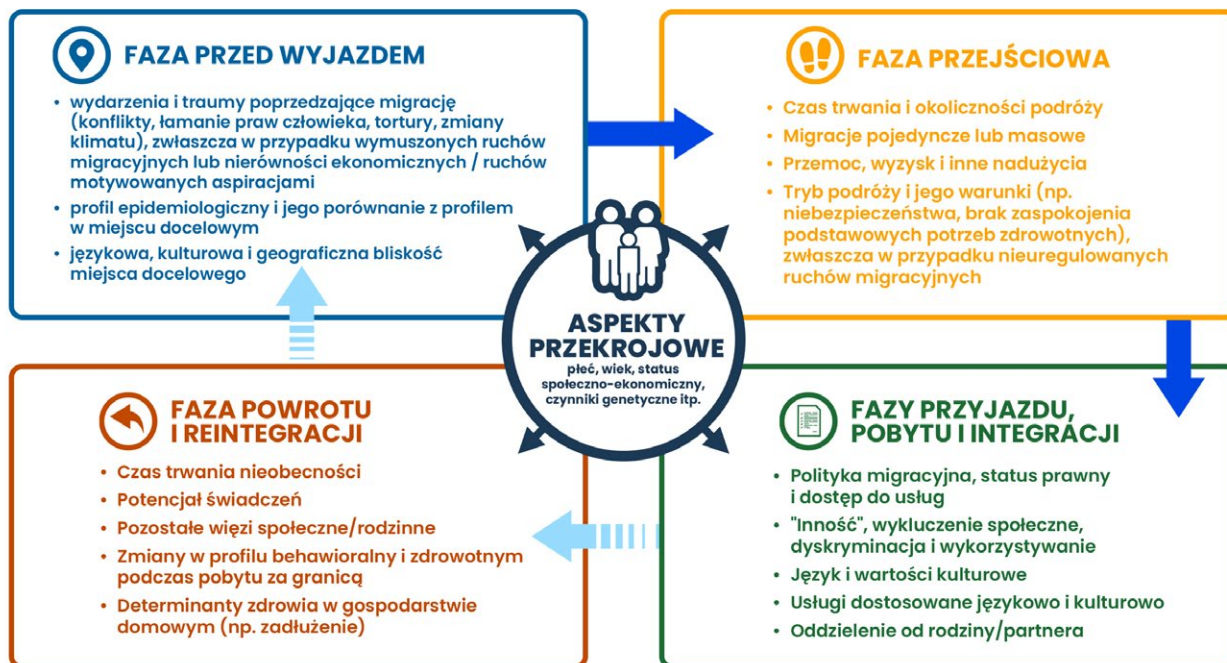 FAZA PRZED WYJAZDEM
• wydarzenia i traumy poprzedzające migrację
(konflikty, łamanie praw człowieka, tortury, zmiany
klimatu), zwłaszcza w przypadku wymuszonych ruchów
migracyjnych lub nierówności ekonomicznych / ruchów
motywowanych aspiracjami
• profil epidemiologiczny i jego porównanie z profilem
w miejscu docelowym
• językowa, kulturowa i geograficzna bliskość
miejsca docelowego
FAZA PRZEJŚCIOWA
• Czas trwania i okoliczności podróży
• Migracje pojedyncze lub masowe
• Przemoc, wyzysk i inne nadużycia
• Tryb podróży i jego warunki (np.
niebezpieczeństwa, brak zaspokojenia
podstawowych potrzeb zdrowotnych),
zwłaszcza w przypadku nieuregulowanych
ruchów migracyjnych
ASPEKTY
PRZEKROJOWE
płeć, wiek, status
społeczno-ekonomiczny,
czynniki genetyczne itp.
FAZA POWROTU
I REINTEGRACJI
• Czas trwania nieobecności
• Potencjał świadczeń
• Pozostałe więzi społeczne/rodzinne
• Zmiany w profilu behawioralny i zdrowotnym
podczas pobytu za granicą
• Determinanty zdrowia w gospodarstwie
domowym (np. zadłużenie)
FAZY PRZYJAZDU,
POBYTU I INTEGRACJI
• Polityka migracyjna, status prawny
i dostęp do usług
• "Inność", wykluczenie społeczne,
dyskryminacja i wykorzystywanie
• Język i wartości kulturowe
• Usługi dostosowane językowo i kulturowo
• Oddzielenie od rodziny/partnera